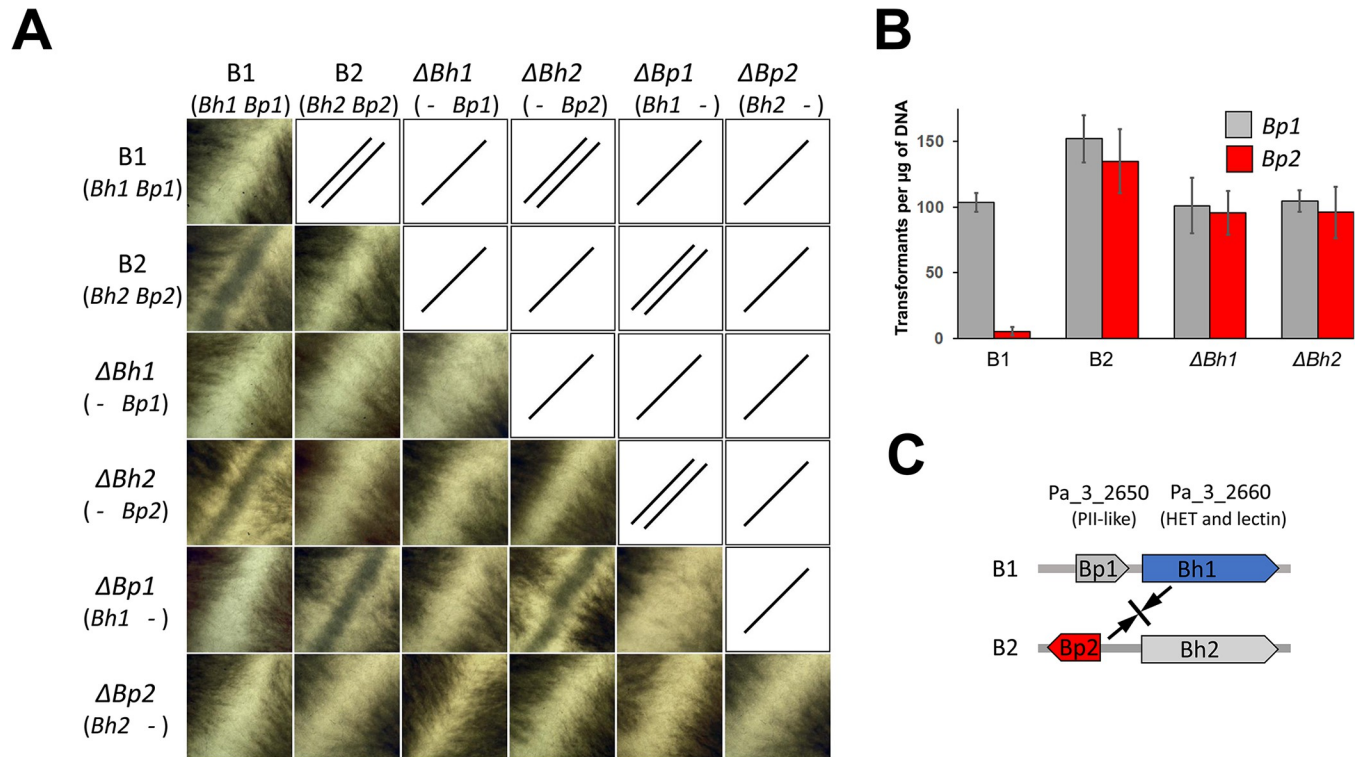 A
B1 B2 ΔBh1 ΔBh2 ΔBp1 ΔBp2
(Bh1 Bp1) (Bh2 Bp2) ( - Bp1) ( - Bp2) (Bh1 - ) (Bh2 - )
B1
(Bh1 Bp1)
B2
(Bh2 Bp2)
ΔBh1
( - Bp1)
ΔBh2
( - Bp2)
ΔBp1
(Bh1 - )
ΔBp2
(Bh2 - )
B
Transformants per µg of DNA
150
100
50
0
Bp1
Bp2
B1 B2 ΔBh1 ΔBh2
C
Pa_3_2650 Pa_3_2660
(PII-like) (HET and lectin)
B1 Bp1 Bh1
B2 Bp2 Bh2